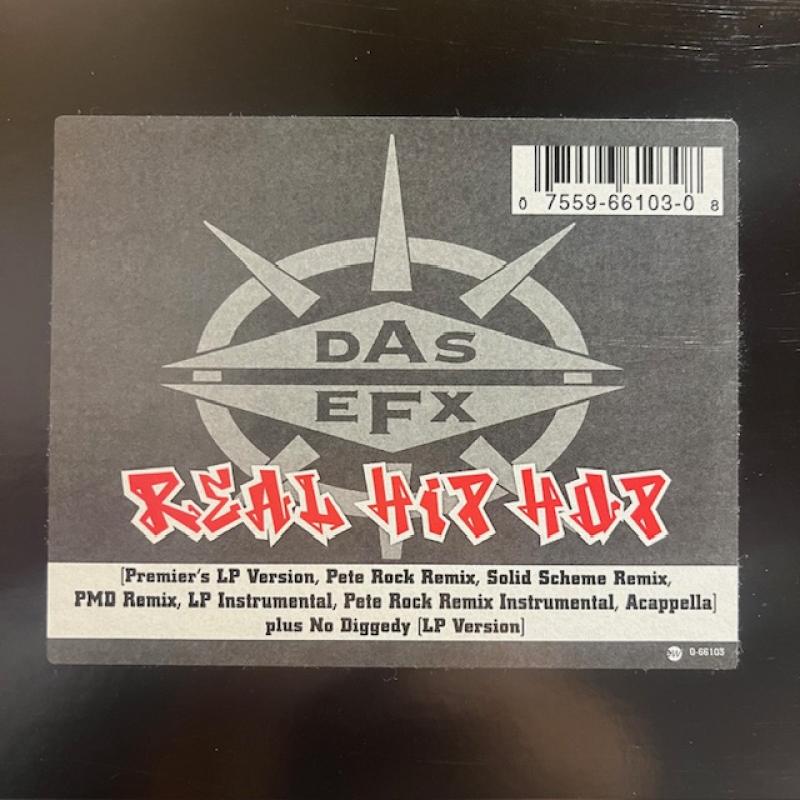 0 7559-66103-0 8
DAS
EFX
REAL HIP HOP
[Premier's LP Version, Pete Rock Remix, Solid Scheme Remix,
PMD Remix, LP Instrumental, Pete Rock Remix Instrumental, Acappella]
plus No Diggedy [LP Version]
EW 0-66103